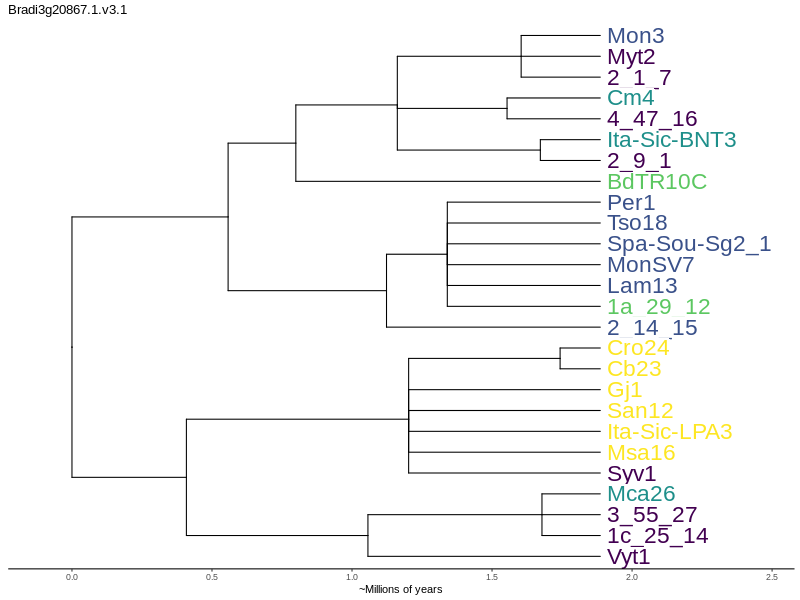 Bradi3g20867.1.v3.1
Mon3
Myt2
2_1_7
Cm4
4_47_16
Ita-Sic-BNT3
2_9_1
BdTR10C
Per1
Tso18
Spa-Sou-Sg2_1
MonSV7
Lam13
1a_29_12
2_14_15
Cro24
Cb23
Gj1
San12
Ita-Sic-LPA3
Msa16
Syv1
Mca26
3_55_27
1c_25_14
Vyt1
0.0 0.5 1.0 1.5 2.0 2.5
~Millions of years